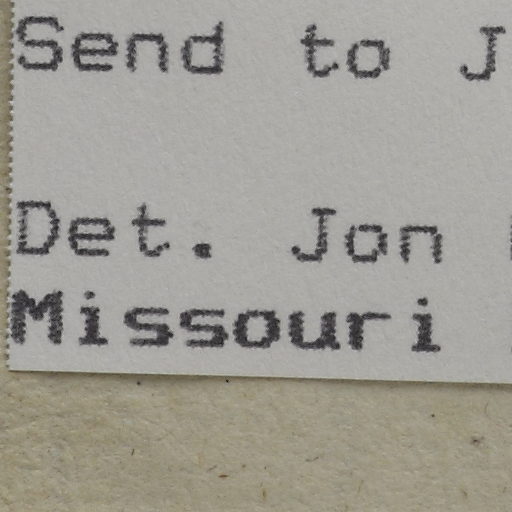 Send to J
Det. Jon
Missouri